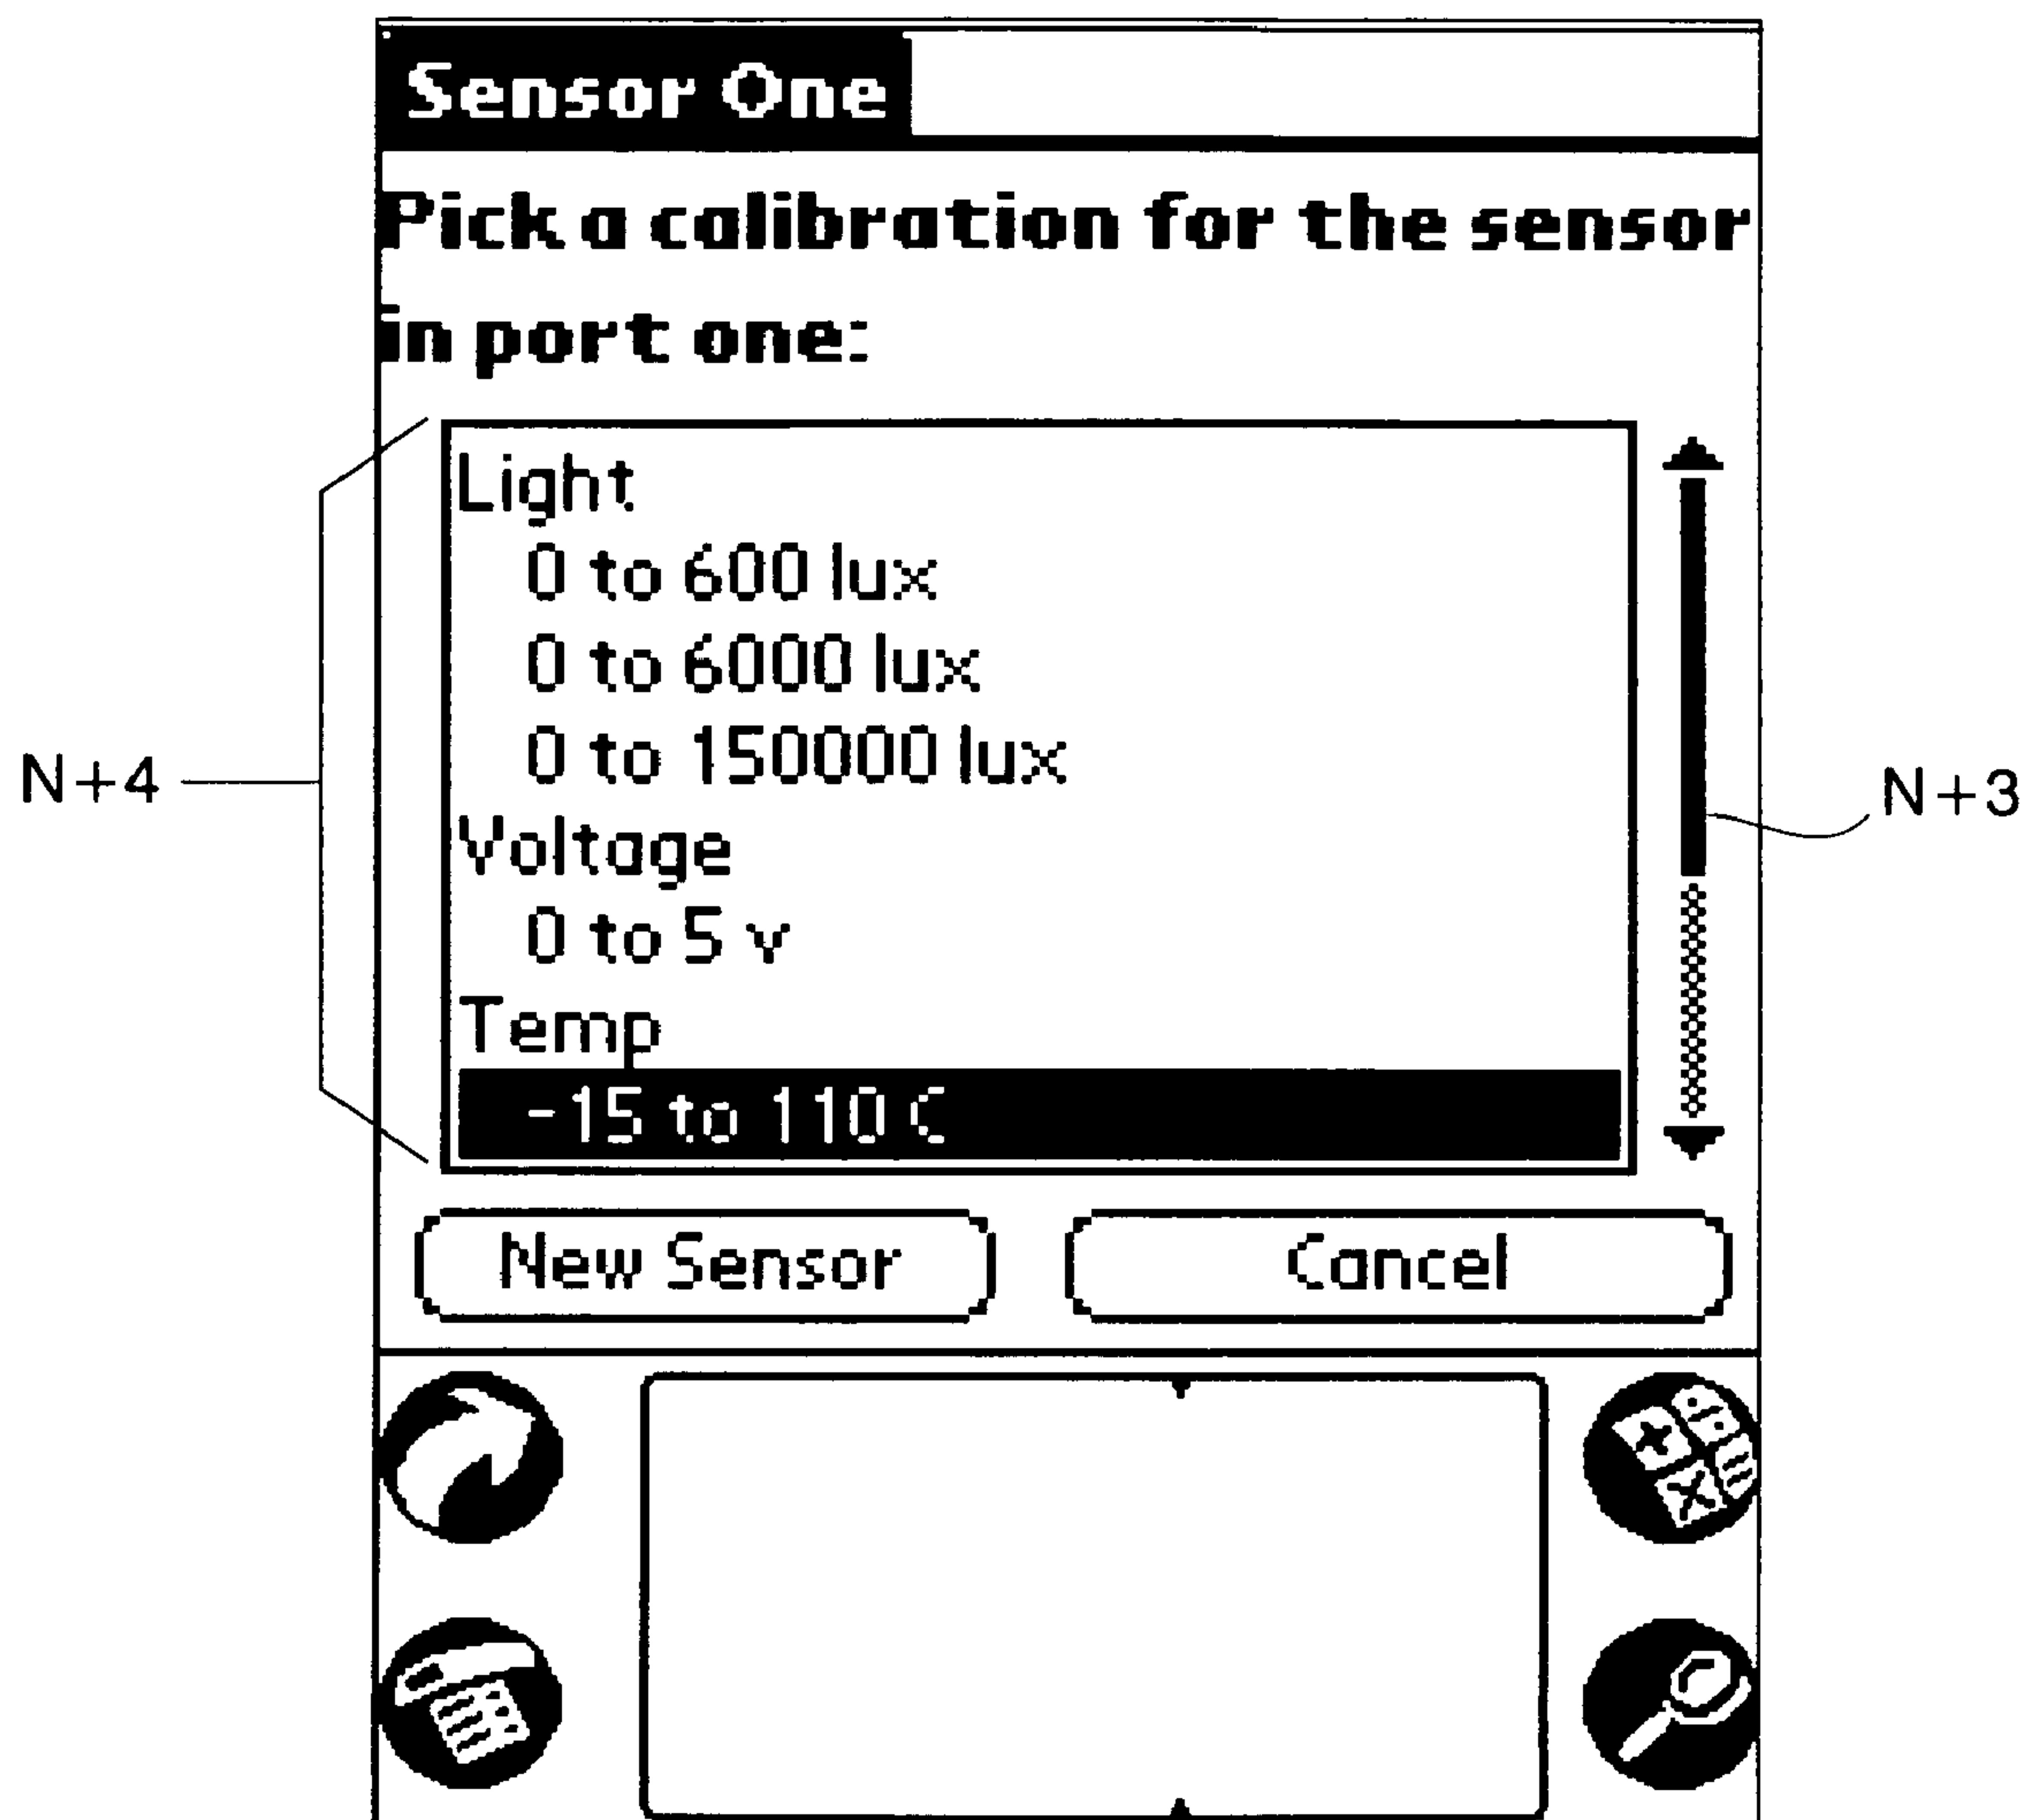 Sensor One
Pick a calibration for the sensor
in port one:
Light
0 to 600 lux
0 to 6000 lux
0 to 150000 lux
N+4
N+3
Voltage
0 to 5 v
Temp
-15 to 110 C
New Sensor
Cancel